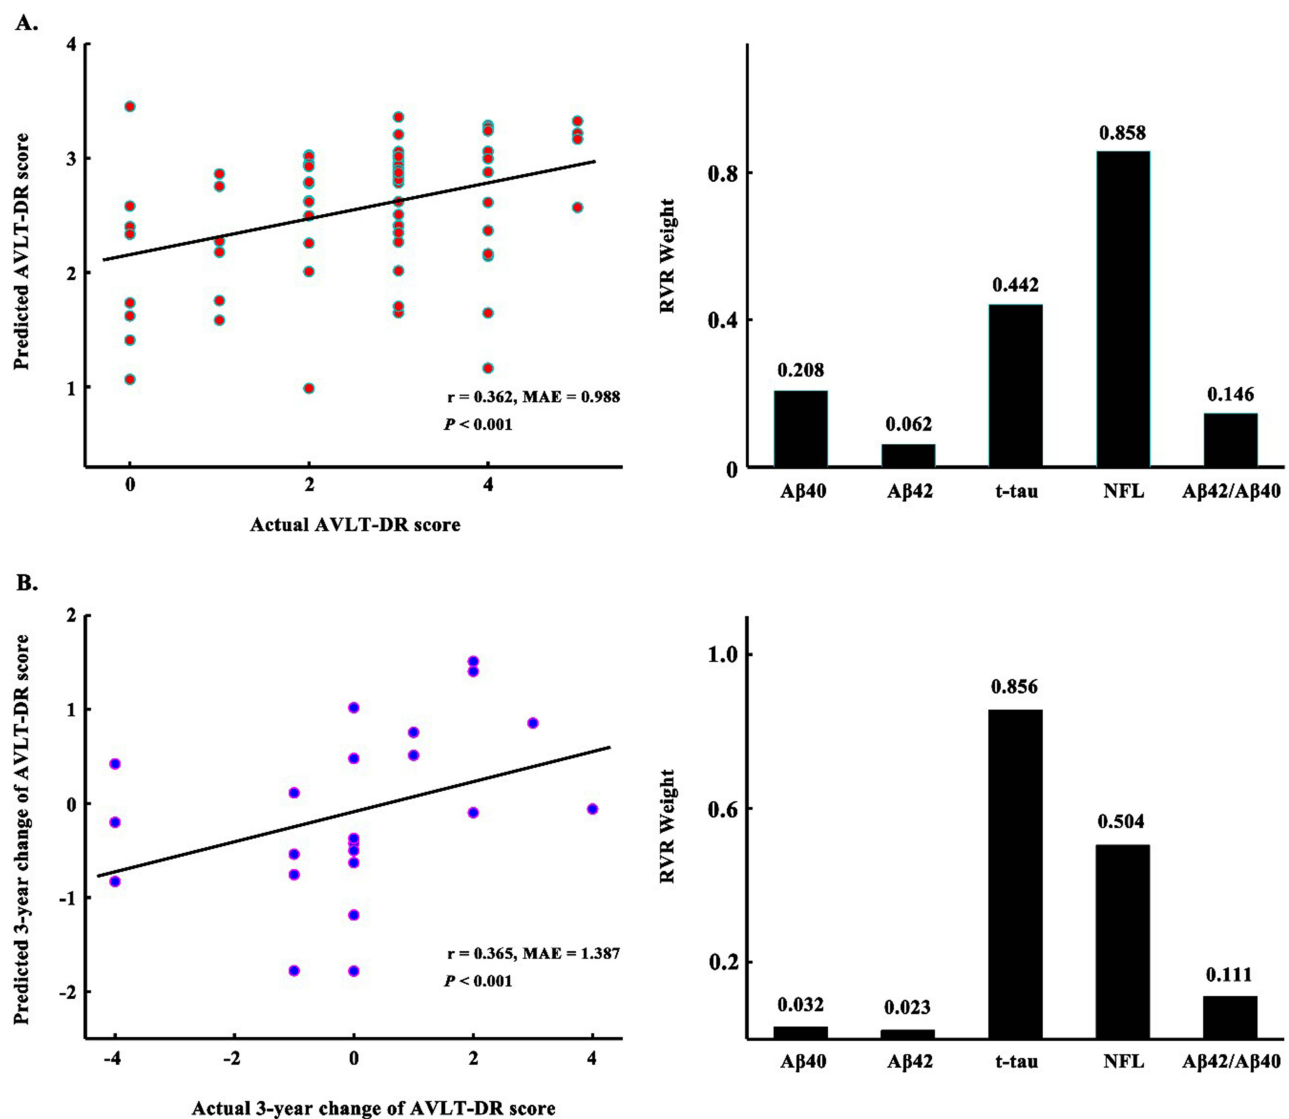 A.
Predicted AVLT-DR score
4
3
2
1
0
2
4
Actual AVLT-DR score
r = 0.362, MAE = 0.988
P < 0.001
RVR Weight
0.8
0.4
0
0.208
0.062
0.442
0.858
0.146
Aβ40
Aβ42
t-tau
NFL
Aβ42/Aβ40
B.
Predicted 3-year change of AVLT-DR score
2
1
0
-1
-2
-4
-2
0
2
4
Actual 3-year change of AVLT-DR score
r = 0.365, MAE = 1.387
P < 0.001
RVR Weight
1.0
0.6
0.2
0.032
0.023
0.856
0.504
0.111
Aβ40
Aβ42
t-tau
NFL
Aβ42/Aβ40